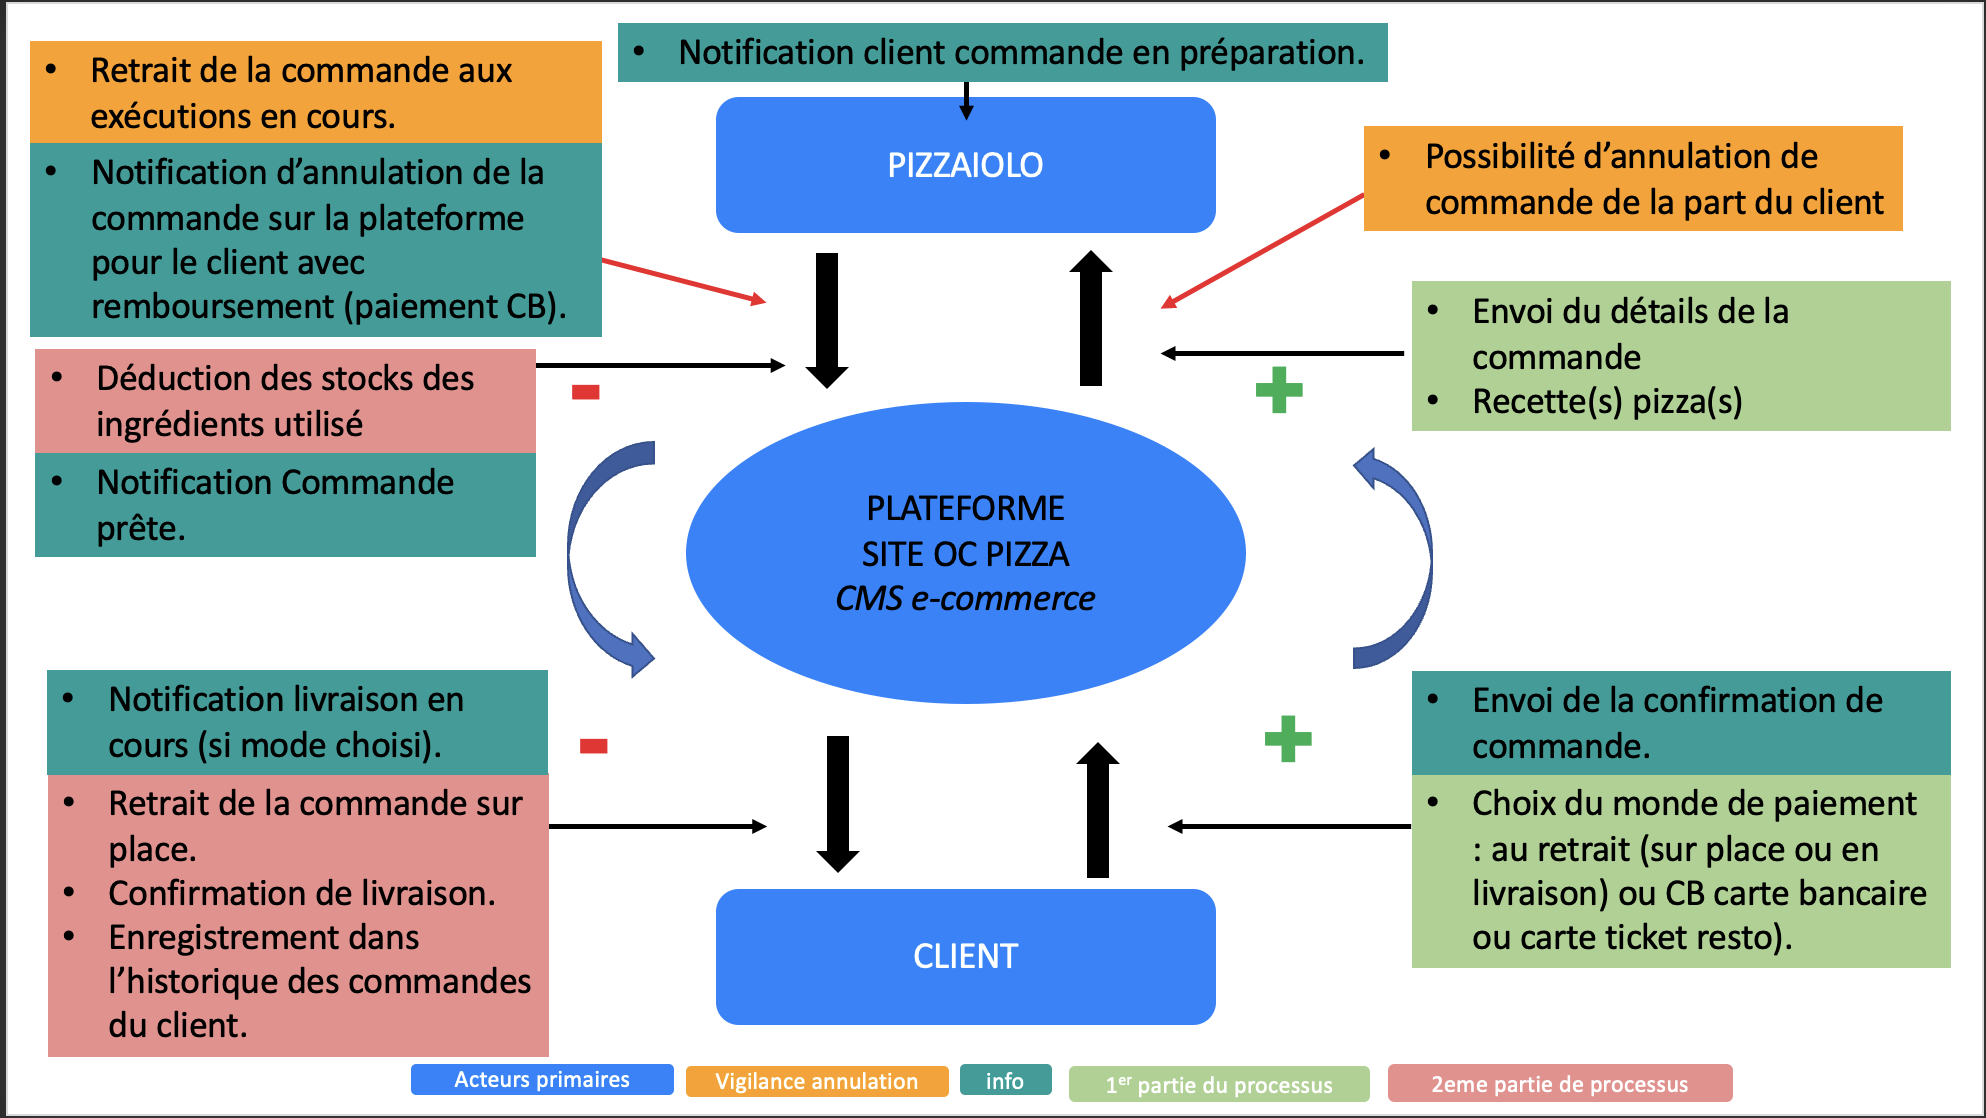 • Notification client commande en préparation.
• Retrait de la commande aux
exécutions en cours.
• Notification d’annulation de la
commande sur la plateforme
pour le client avec
remboursement (paiement CB).
PIZZAIOLO
• Possibilité d’annulation de
commande de la part du client
• Envoi du détails de la
commande
• Recette(s) pizza(s)
• Déduction des stocks des
ingrédients utilisé
• Notification Commande
prête.
-
+
PLATEFORME
SITE OC PIZZA
CMS e-commerce
• Notification livraison en
cours (si mode choisi).
• Retrait de la commande sur
place.
• Confirmation de livraison.
• Enregistrement dans
l’historique des commandes
du client.
-
+
• Envoi de la confirmation de
commande.
• Choix du monde de paiement
: au retrait (sur place ou en
livraison) ou CB carte bancaire
ou carte ticket resto).
CLIENT
Acteurs primaires
Vigilance annulation
info
1er partie du processus
2eme partie de processus